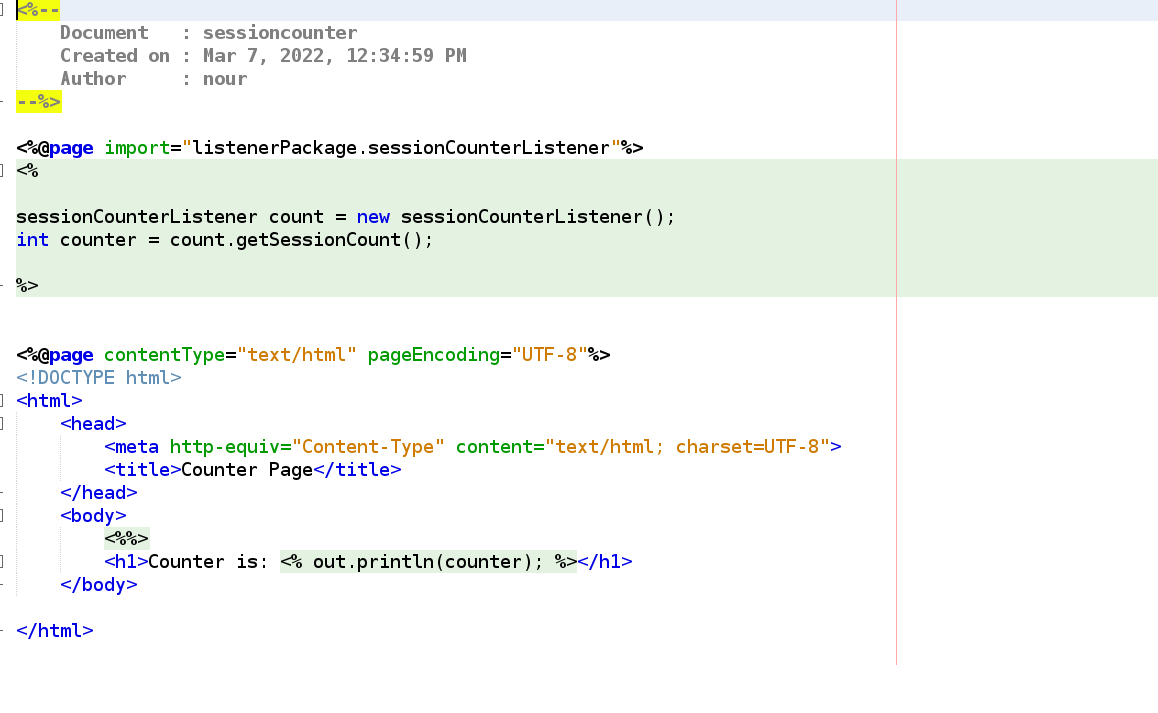 <%--
    Document   : sessioncounter
    Created on : Mar 7, 2022, 12:34:59 PM
    Author     : nour
--%>
<%@page import="listenerPackage.sessionCounterListener"%>
<%
sessionCounterListener count = new sessionCounterListener();
int counter = count.getSessionCount();
%>
<%@page contentType="text/html" pageEncoding="UTF-8"%>
<!DOCTYPE html>
<html>
    <head>
        <meta http-equiv="Content-Type" content="text/html; charset=UTF-8">
        <title>Counter Page</title>
    </head>
    <body>
        <%%>
        <h1>Counter is: <% out.println(counter); %></h1>
    </body>
</html>